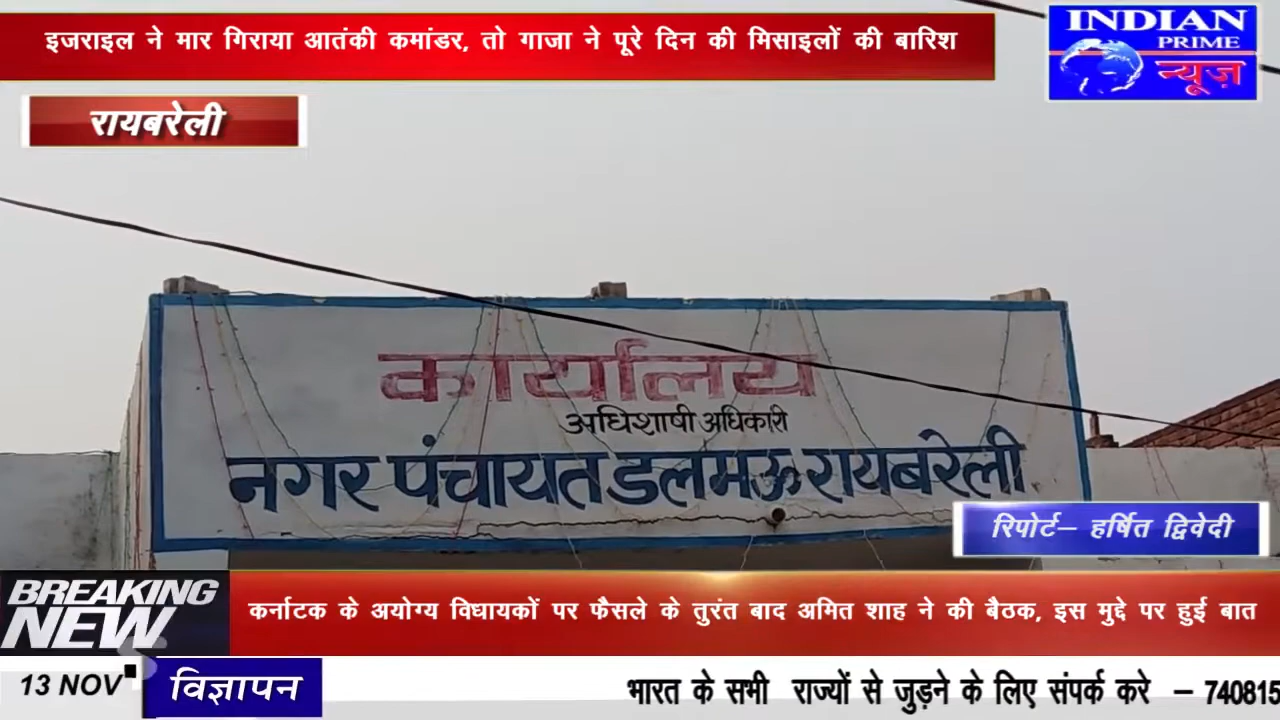 इजराइल ने मार गिराया आतंकी कमांडर, तो गाजा ने पूरे दिन की मिसाइलों की बारिश
INDIAN
PRIME
न्यूज़
रायबरेली
कार्यालय
अधिशाषी अधिकारी
नगर पंचायत डलमऊ रायबरेली
रिपोर्ट– हर्षित द्विवेदी
BREAKING
NEW
कर्नाटक के अयोग्य विधायकों पर फैसले के तुरंत बाद अमित शाह ने की बैठक, इस मुद्दे पर हुई बात
13 NOV
विज्ञापन
भारत के सभी राज्यों से जुड़ने के लिए संपर्क करे – 740815